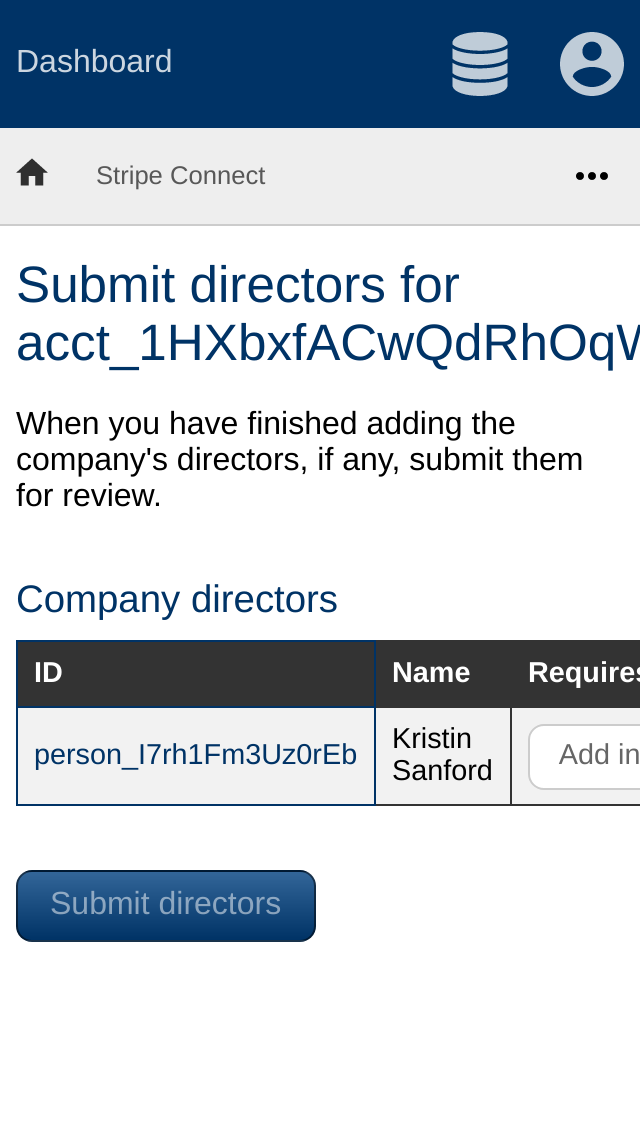 Dashboard
Stripe Connect
Submit directors for
acct_1HXbxfACwQdRhOqW
When you have finished adding the
company's directors, if any, submit them
for review.
Company directors
ID Name Requires
person_I7rh1Fm3Uz0rEb Kristin Sanford Add in
Submit directors